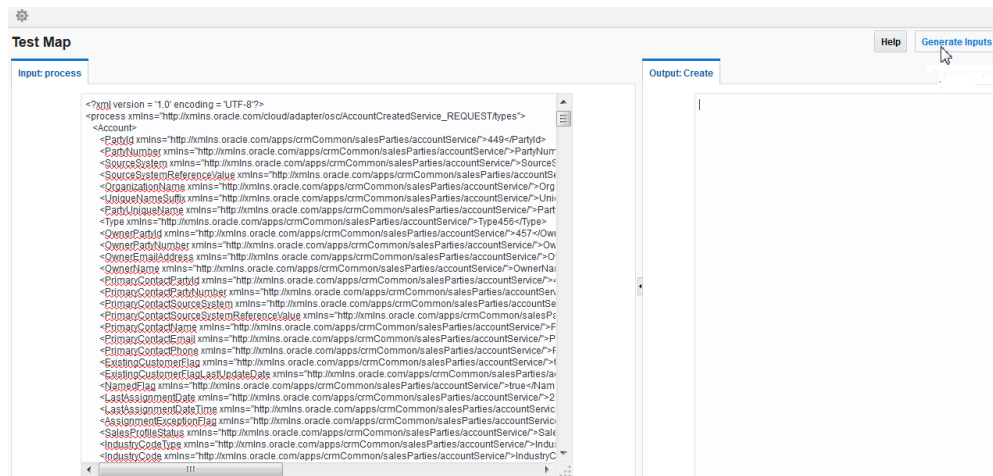 Test Map
Help
Generate Inputs
Input: process
Output: Create
<?xml version = '1.0' encoding = 'UTF-8'?>
<process xmlns="http://xmlns.oracle.com/cloud/adapter/osc/AccountCreatedService_REQUEST/types">
<Account>
<PartyId xmlns="http://xmlns.oracle.com/apps/crmCommon/salesParties/accountService/">449</PartyId>
<PartyNumber xmlns="http://xmlns.oracle.com/apps/crmCommon/salesParties/accountService/">PartyNum
<SourceSystem xmlns="http://xmlns.oracle.com/apps/crmCommon/salesParties/accountService/">SourceS
<SourceSystemReferenceValue xmlns="http://xmlns.oracle.com/apps/crmCommon/salesParties/accountSe
<OrganizationName xmlns="http://xmlns.oracle.com/apps/crmCommon/salesParties/accountService/">Org
<UniqueNameSuffix xmlns="http://xmlns.oracle.com/apps/crmCommon/salesParties/accountService/">Uni
<PartyUniqueName xmlns="http://xmlns.oracle.com/apps/crmCommon/salesParties/accountService/">Part
<Type xmlns="http://xmlns.oracle.com/apps/crmCommon/salesParties/accountService/">Type456</Type>
<OwnerPartyId xmlns="http://xmlns.oracle.com/apps/crmCommon/salesParties/accountService/">457</Own
<OwnerPartyNumber xmlns="http://xmlns.oracle.com/apps/crmCommon/salesParties/accountService/">Ow
<OwnerEmailAddress xmlns="http://xmlns.oracle.com/apps/crmCommon/salesParties/accountService/">O
<OwnerName xmlns="http://xmlns.oracle.com/apps/crmCommon/salesParties/accountService/">OwnerNa
<PrimaryContactPartyId xmlns="http://xmlns.oracle.com/apps/crmCommon/salesParties/accountService/">4
<PrimaryContactPartyNumber xmlns="http://xmlns.oracle.com/apps/crmCommon/salesParties/accountServ
<PrimaryContactSourceSystem xmlns="http://xmlns.oracle.com/apps/crmCommon/salesParties/accountSe
<PrimaryContactSourceSystemReferenceValue xmlns="http://xmlns.oracle.com/apps/crmCommon/salesPa
<PrimaryContactName xmlns="http://xmlns.oracle.com/apps/crmCommon/salesParties/accountService/">P
<PrimaryContactEmail xmlns="http://xmlns.oracle.com/apps/crmCommon/salesParties/accountService/">P
<PrimaryContactPhone xmlns="http://xmlns.oracle.com/apps/crmCommon/salesParties/accountService/">P
<ExistingCustomerFlag xmlns="http://xmlns.oracle.com/apps/crmCommon/salesParties/accountService/">
<ExistingCustomerFlagLastUpdateDate xmlns="http://xmlns.oracle.com/apps/crmCommon/salesParties/a
<NamedFlag xmlns="http://xmlns.oracle.com/apps/crmCommon/salesParties/accountService/">true</Nam
<LastAssignmentDate xmlns="http://xmlns.oracle.com/apps/crmCommon/salesParties/accountService/">2
<LastAssignmentDateTime xmlns="http://xmlns.oracle.com/apps/crmCommon/salesParties/accountServic
<AssignmentExceptionFlag xmlns="http://xmlns.oracle.com/apps/crmCommon/salesParties/accountService
<SalesProfileStatus xmlns="http://xmlns.oracle.com/apps/crmCommon/salesParties/accountService/">Sale
<IndustryCodeType xmlns="http://xmlns.oracle.com/apps/crmCommon/salesParties/accountService/">Indus
<IndustryCode xmlns="http://xmlns.oracle.com/apps/crmCommon/salesParties/accountService/">IndustryC